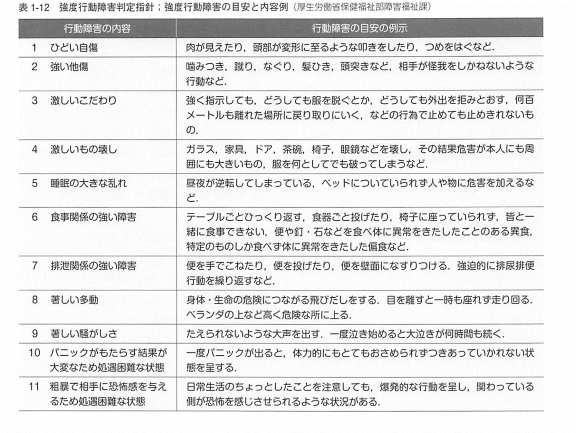 表 1-12 強度行動障害判定指針；強度行動障害の目安と内容例（厚生労働省保健福祉部障害福祉課）
行動障害の内容 行動障害の目安の例示
1 ひどい自傷 肉が見えたり，頭部が変形に至るような叩きをしたり，つめをはぐなど．
2 強い他傷 噛みつき，蹴り，なぐり，髪ひき，頭突きなど，相手が怪我をしかねないような
行動など．
3 激しいこだわり 強く指示しても，どうしても服を脱ぐとか，どうしても外出を拒みとおす，何百
メートルも離れた場所に戻り取りにいく，などの行為で止めても止めきれないも
の．
4 激しいもの壊し ガラス，家具，ドア，茶碗，椅子，眼鏡などを壊し，その結果危害が本人にも周
囲にも大きいもの，服を何としてでも破ってしまうなど．
5 睡眠の大きな乱れ 昼夜が逆転してしまっている，ベッドについていられず人や物に危害を加えるな
ど．
6 食事関係の強い障害 テーブルごとひっくり返す，食器ごと投げたり，椅子に座っていられず，皆と一
緒に食事できない．便や釘・石などを食べ体に異常をきたしたことのある異食，
特定のものしか食べず体に異常をきたした偏食など．
7 排泄関係の強い障害 便を手でこねたり，便を投げたり，便を壁面になすりつける．強迫的に排尿排便
行動を繰り返すなど．
8 著しい多動 身体・生命の危険につながる飛びだしをする．目を離すと一時も座れず走り回る．
ベランダの上など高く危険な所に上る．
9 著しい騒がしさ たえられないような大声を出す．一度泣き始めると大泣きが何時間も続く．
10 パニックがもたらす結果が 一度パニックが出ると，体力的にもとてもおさめられずつきあっていかれない状
大変なため処遇困難な状態 態を呈する．
11 粗暴で相手に恐怖感を与え 日常生活のちょっとしたことを注意しても，爆発的な行動を呈し，関わっている
るため処遇困難な状態 側が恐怖を感じさせられるような状況がある．